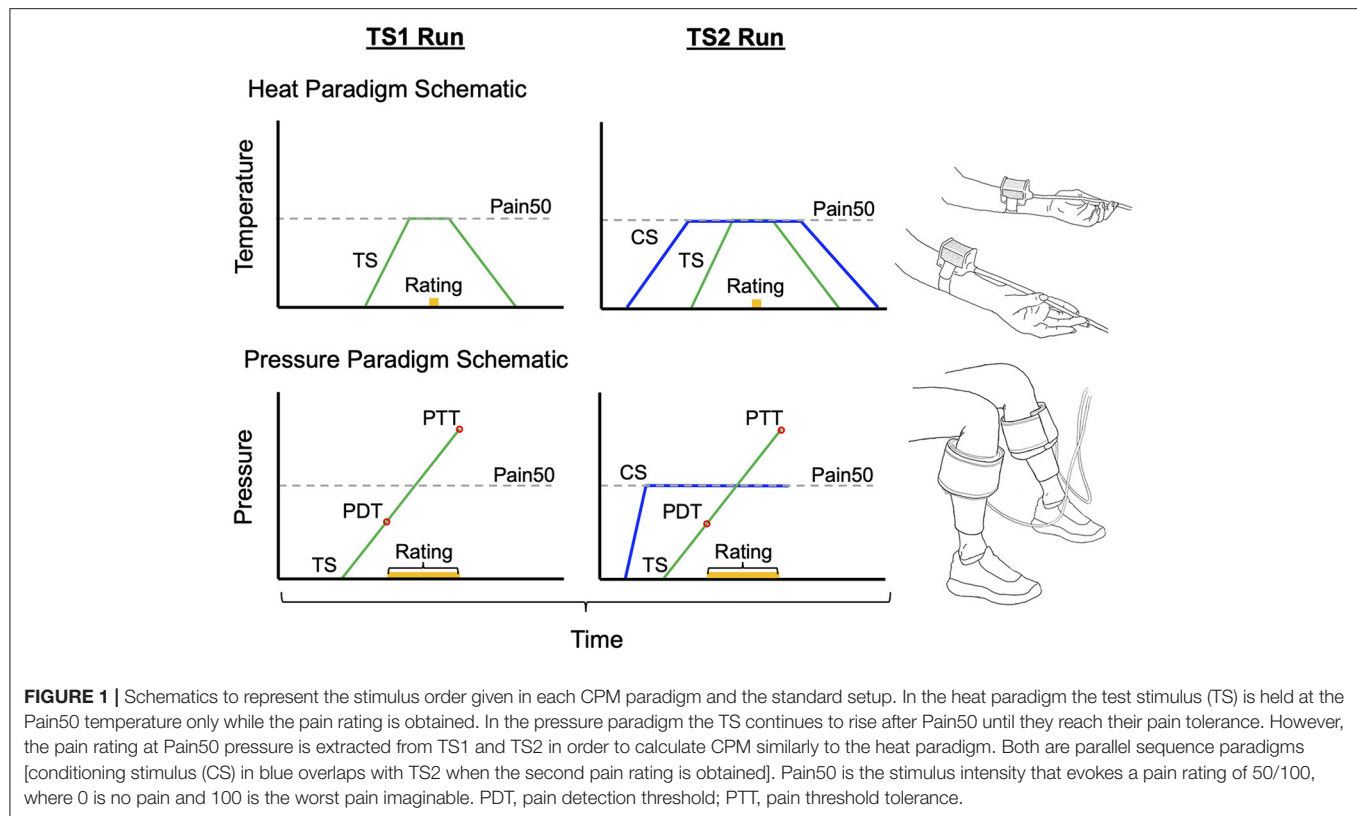 TS1 Run
TS2 Run
Heat Paradigm Schematic
Temperature
Pain50
TS
Rating
Pain50
CS
TS
Rating
Pressure Paradigm Schematic
Pressure
PTT
Pain50
PDT
TS
Rating
PTT
CS
Pain50
PDT
TS
Rating
Time
FIGURE 1 | Schematics to represent the stimulus order given in each CPM paradigm and the standard setup. In the heat paradigm the test stimulus (TS) is held at the
Pain50 temperature only while the pain rating is obtained. In the pressure paradigm the TS continues to rise after Pain50 until they reach their pain tolerance. However,
the pain rating at Pain50 pressure is extracted from TS1 and TS2 in order to calculate CPM similarly to the heat paradigm. Both are parallel sequence paradigms
[conditioning stimulus (CS) in blue overlaps with TS2 when the second pain rating is obtained]. Pain50 is the stimulus intensity that evokes a pain rating of 50/100,
where 0 is no pain and 100 is the worst pain imaginable. PDT, pain detection threshold; PTT, pain threshold tolerance.